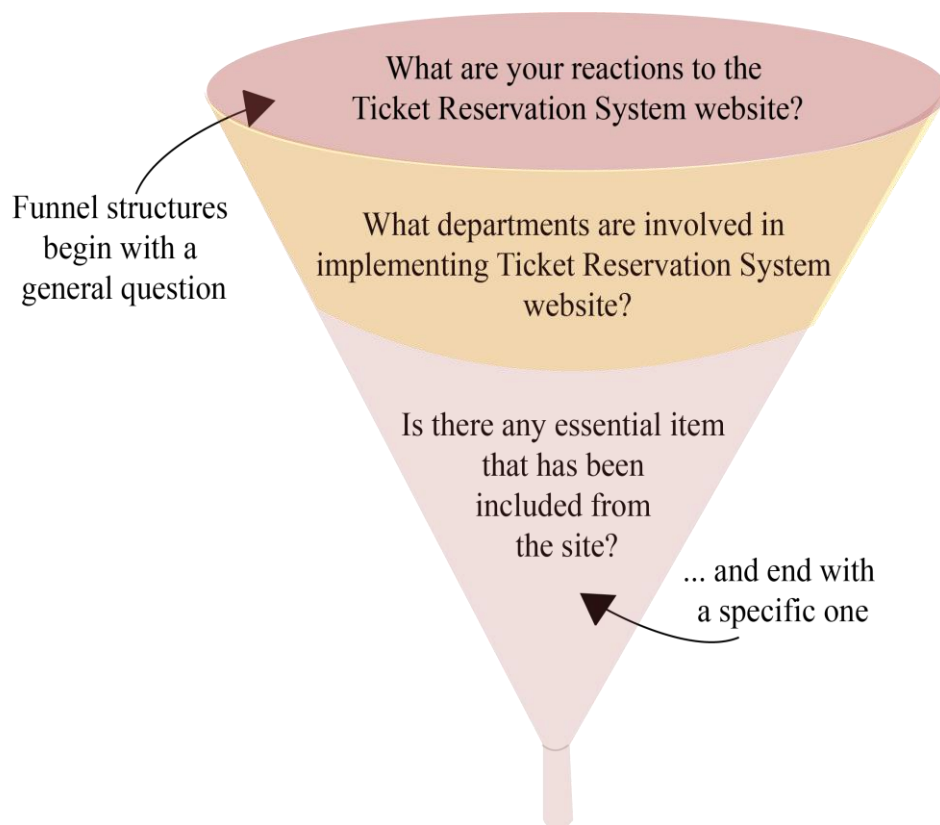 What are your reactions to the
Ticket Reservation System website?
Funnel structures
begin with a
general question
What departments are involved in
implementing Ticket Reservation System
website?
Is there any essential item
that has been
included from
the site?
... and end with
a specific one